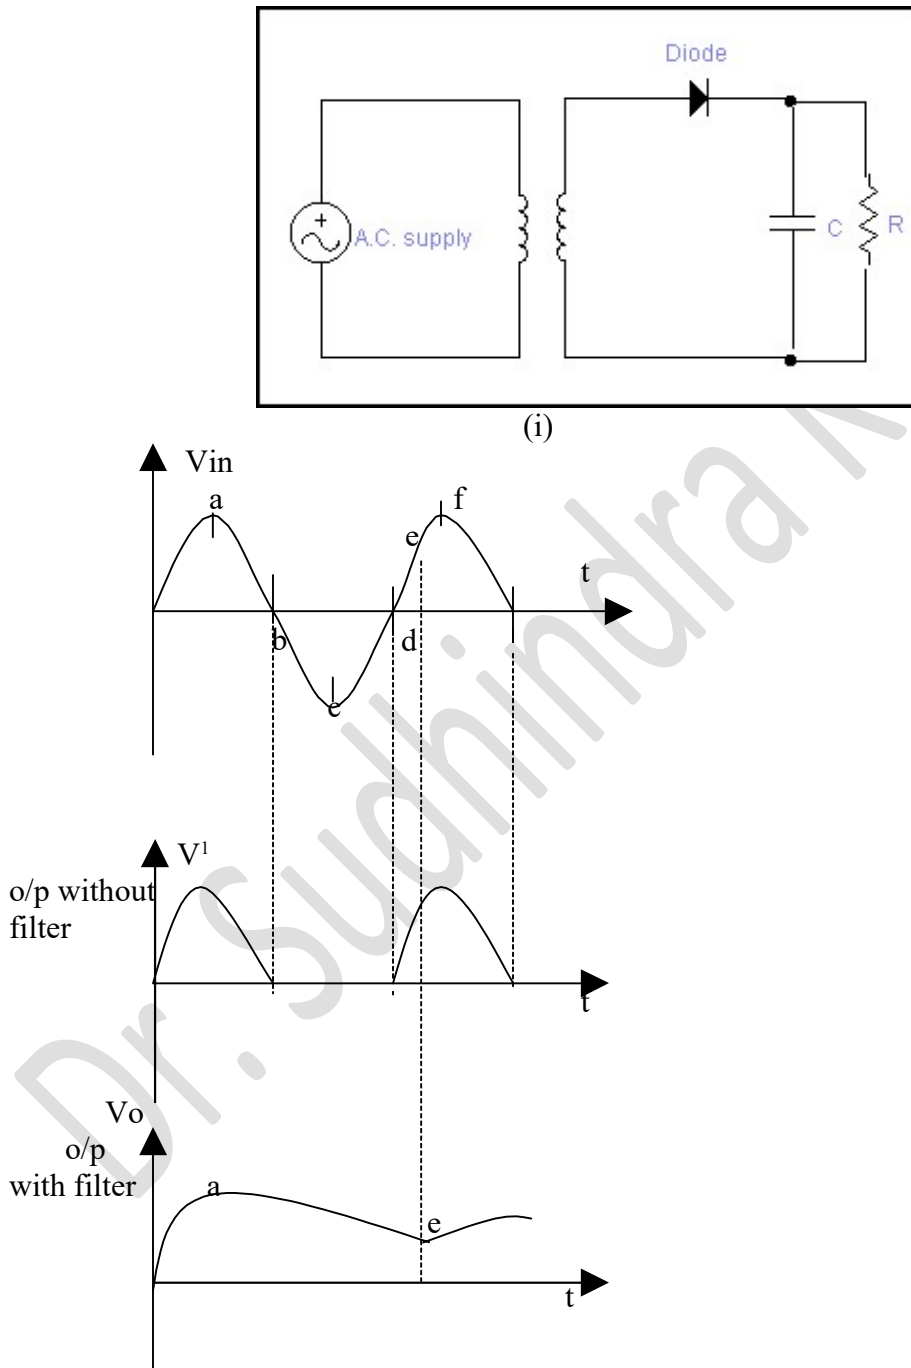 Diode
A.C. supply
C
R
(i)
Vin
a
f
e
t
b
d
e
V¹
o/p without
filter
t
Vo
o/p
with filter
a
e
t
Dr. Sudhindra K